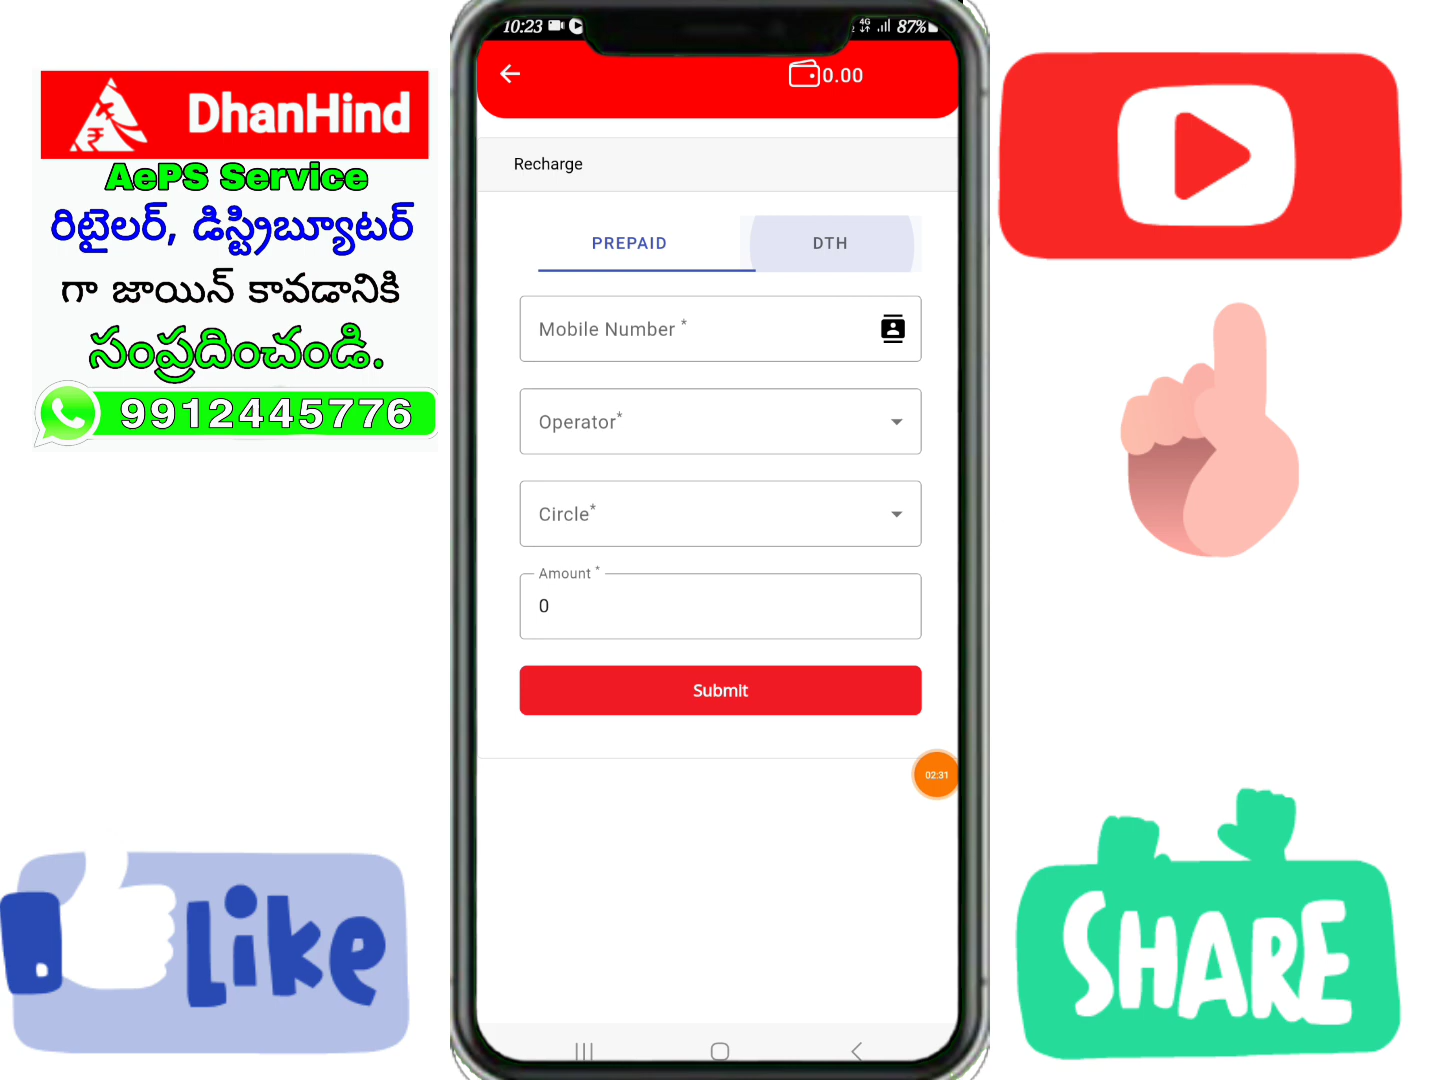 DhanHind
AePS Service
రిటైలర్, డిస్ట్రిబ్యూటర్
గా జాయిన్ కావడానికి
సంప్రదించండి.
9912445776
Like
10:23
4G
87%
0.00
Recharge
PREPAID
DTH
Mobile Number *
Operator*
Circle*
Amount *
0
Submit
02:31
SHARE